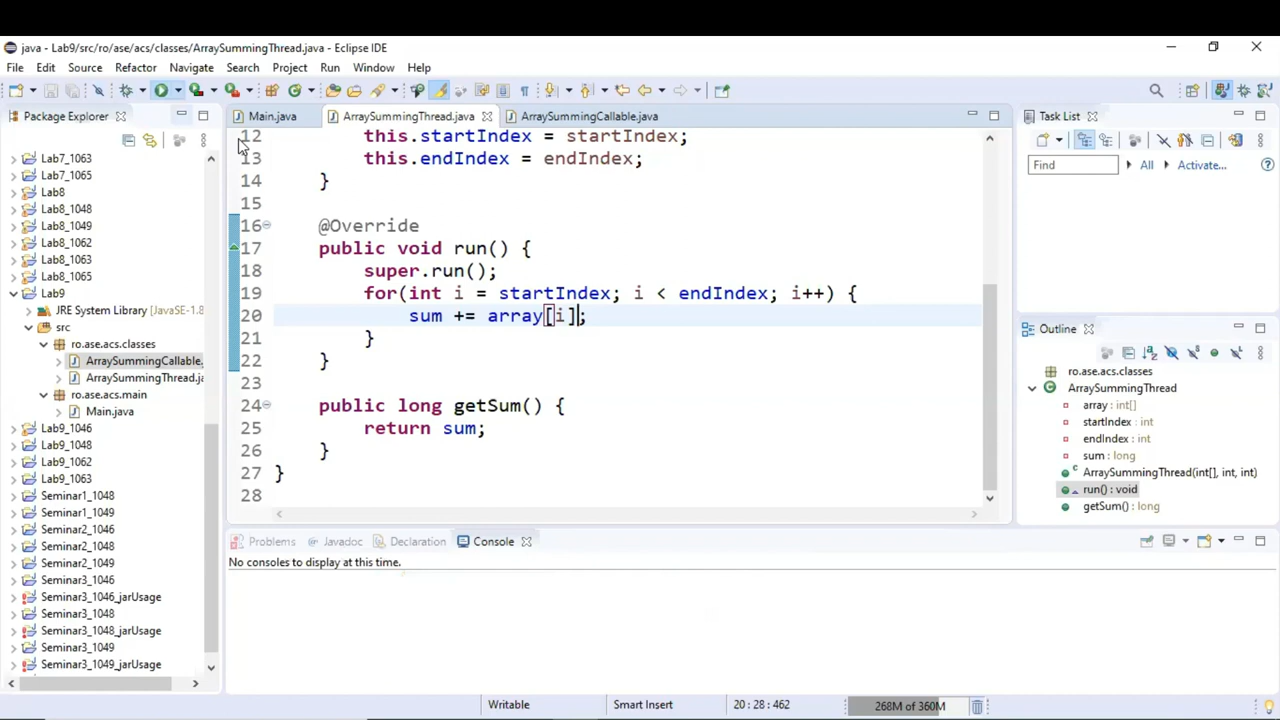 java - Lab9/src/ro/ase/acs/classes/ArraySummingThread.java - Eclipse IDE
File Edit Source Refactor Navigate Search Project Run Window Help
Package Explorer
Lab7_1063
Lab7_1065
Lab8
Lab8_1048
Lab8_1049
Lab8_1062
Lab8_1063
Lab8_1065
Lab9
JRE System Library [JavaSE-1.8
src
ro.ase.acs.classes
ArraySummingCallable.
ArraySummingThread.ja
ro.ase.acs.main
Main.java
Lab9_1046
Lab9_1048
Lab9_1062
Lab9_1063
Seminar1_1048
Seminar1_1049
Seminar2_1046
Seminar2_1048
Seminar2_1049
Seminar3_1046
Seminar3_1046_jarUsage
Seminar3_1048
Seminar3_1048_jarUsage
Seminar3_1049
Seminar3_1049_jarUsage
Main.java ArraySummingThread.java ArraySummingCallable.java
12 this.startIndex = startIndex;
13 this.endIndex = endIndex;
14 }
15
16 @Override
17 public void run() {
18 super.run();
19 for(int i = startIndex; i < endIndex; i++) {
20 sum += array[i];
21 }
22 }
23
24 public long getSum() {
25 return sum;
26 }
27 }
28
Problems Javadoc Declaration Console
No consoles to display at this time.
Task List
Find All Activate...
Outline
ro.ase.acs.classes
ArraySummingThread
array : int[]
startIndex : int
endIndex : int
sum : long
ArraySummingThread(int[], int, int)
run() : void
getSum() : long
Writable Smart Insert 20 : 28 : 462 268M of 360M